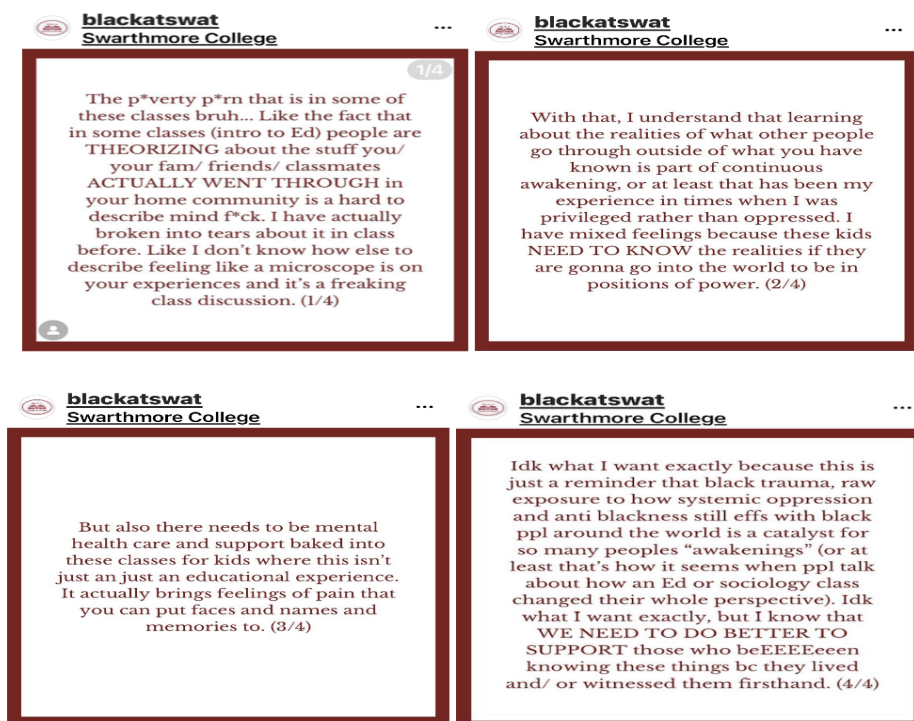 blackatswat
Swarthmore College
...
1/4
The p*verty p*rn that is in some of
these classes bruh... Like the fact that
in some classes (intro to Ed) people are
THEORIZING about the stuff you/
your fam/ friends/ classmates
ACTUALLY WENT THROUGH in
your home community is a hard to
describe mind f*ck. I have actually
broken into tears about it in class
before. Like I don't know how else to
describe feeling like a microscope is on
your experiences and it's a freaking
class discussion. (1/4)
blackatswat
Swarthmore College
...
With that, I understand that learning
about the realities of what other people
go through outside of what you have
known is part of continuous
awakening, or at least that has been my
experience in times when I was
privileged rather than oppressed. I
have mixed feelings because these kids
NEED TO KNOW the realities if they
are gonna go into the world to be in
positions of power. (2/4)
blackatswat
Swarthmore College
...
But also there needs to be mental
health care and support baked into
these classes for kids where this isn't
just an just an educational experience.
It actually brings feelings of pain that
you can put faces and names and
memories to. (3/4)
blackatswat
Swarthmore College
...
Idk what I want exactly because this is
just a reminder that black trauma, raw
exposure to how systemic oppression
and anti blackness still effs with black
ppl around the world is a catalyst for
so many peoples “awakenings” (or at
least that's how it seems when ppl talk
about how an Ed or sociology class
changed their whole perspective). Idk
what I want exactly, but I know that
WE NEED TO DO BETTER TO
SUPPORT those who beEEEEeeen
knowing these things bc they lived
and/ or witnessed them firsthand. (4/4)